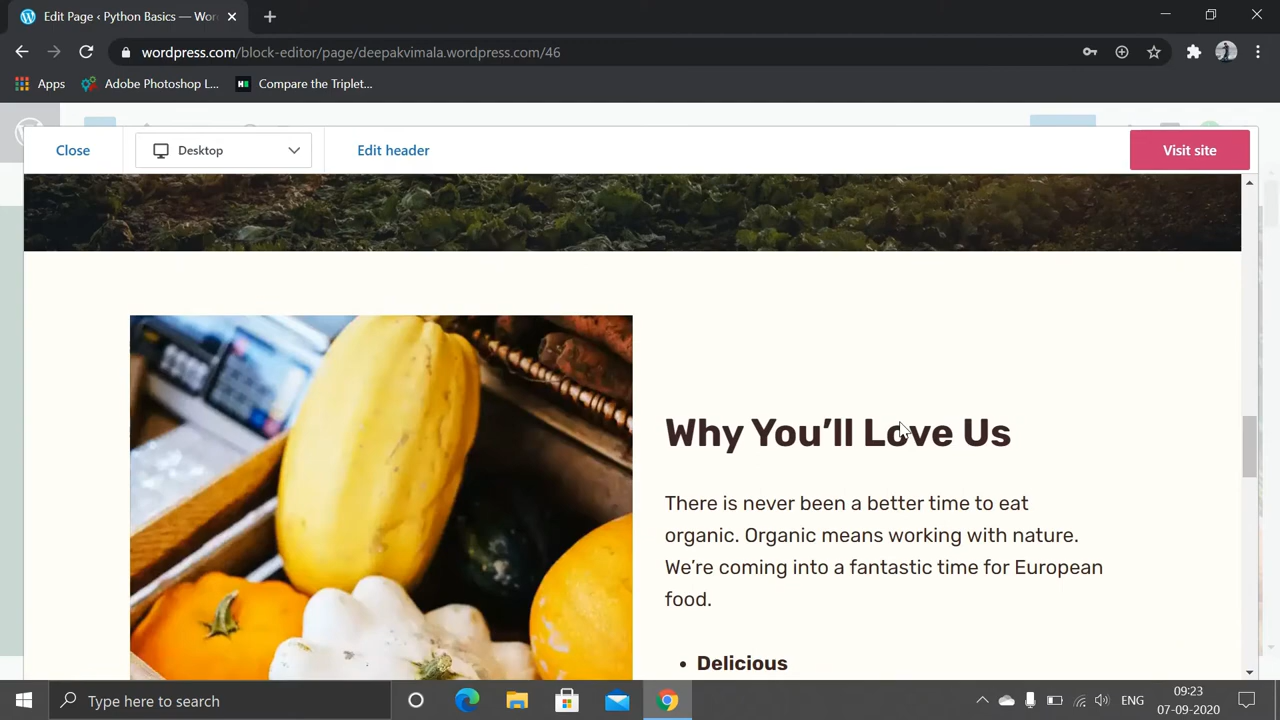 Edit Page ‹ Python Basics — Wor
wordpress.com/block-editor/page/deepakvimala.wordpress.com/46
Apps
Adobe Photoshop L...
Compare the Triplet...
Close
Desktop
Edit header
Visit site
Why You’ll Love Us
There is never been a better time to eat
organic. Organic means working with nature.
We’re coming into a fantastic time for European
food.
• Delicious
Type here to search
ENG
09:23
07-09-2020